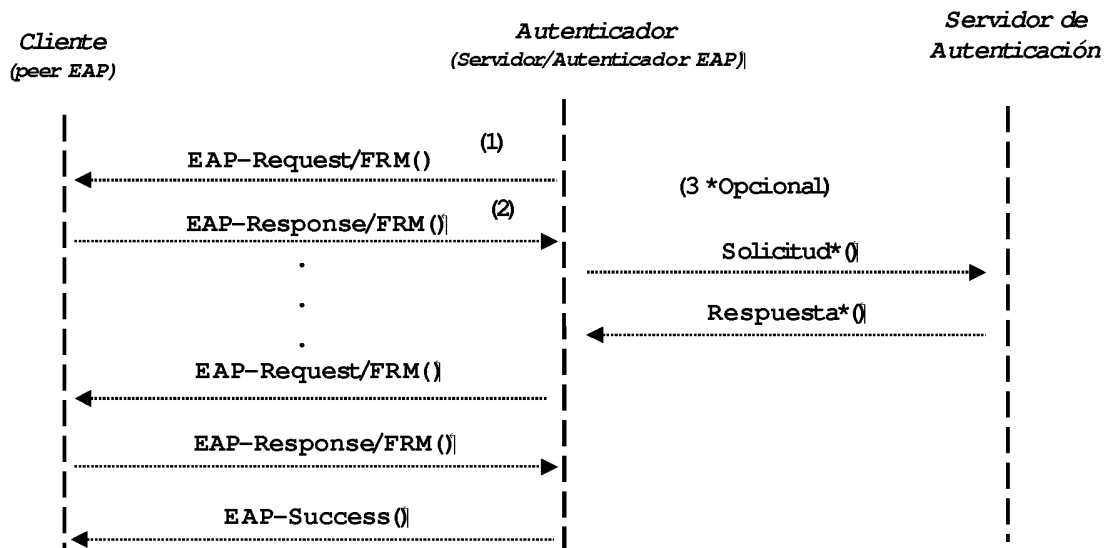 Cliente
(peer EAP)
Autenticador
(Servidor/Autenticador EAP)
Servidor de
Autenticación
EAP-Request/FRM()
(1)
(3 *Opcional)
EAP-Response/FRM()
(2)
Solicitud*()
.
.
Respuesta*()
.
EAP-Request/FRM()
EAP-Response/FRM()
EAP-Success()